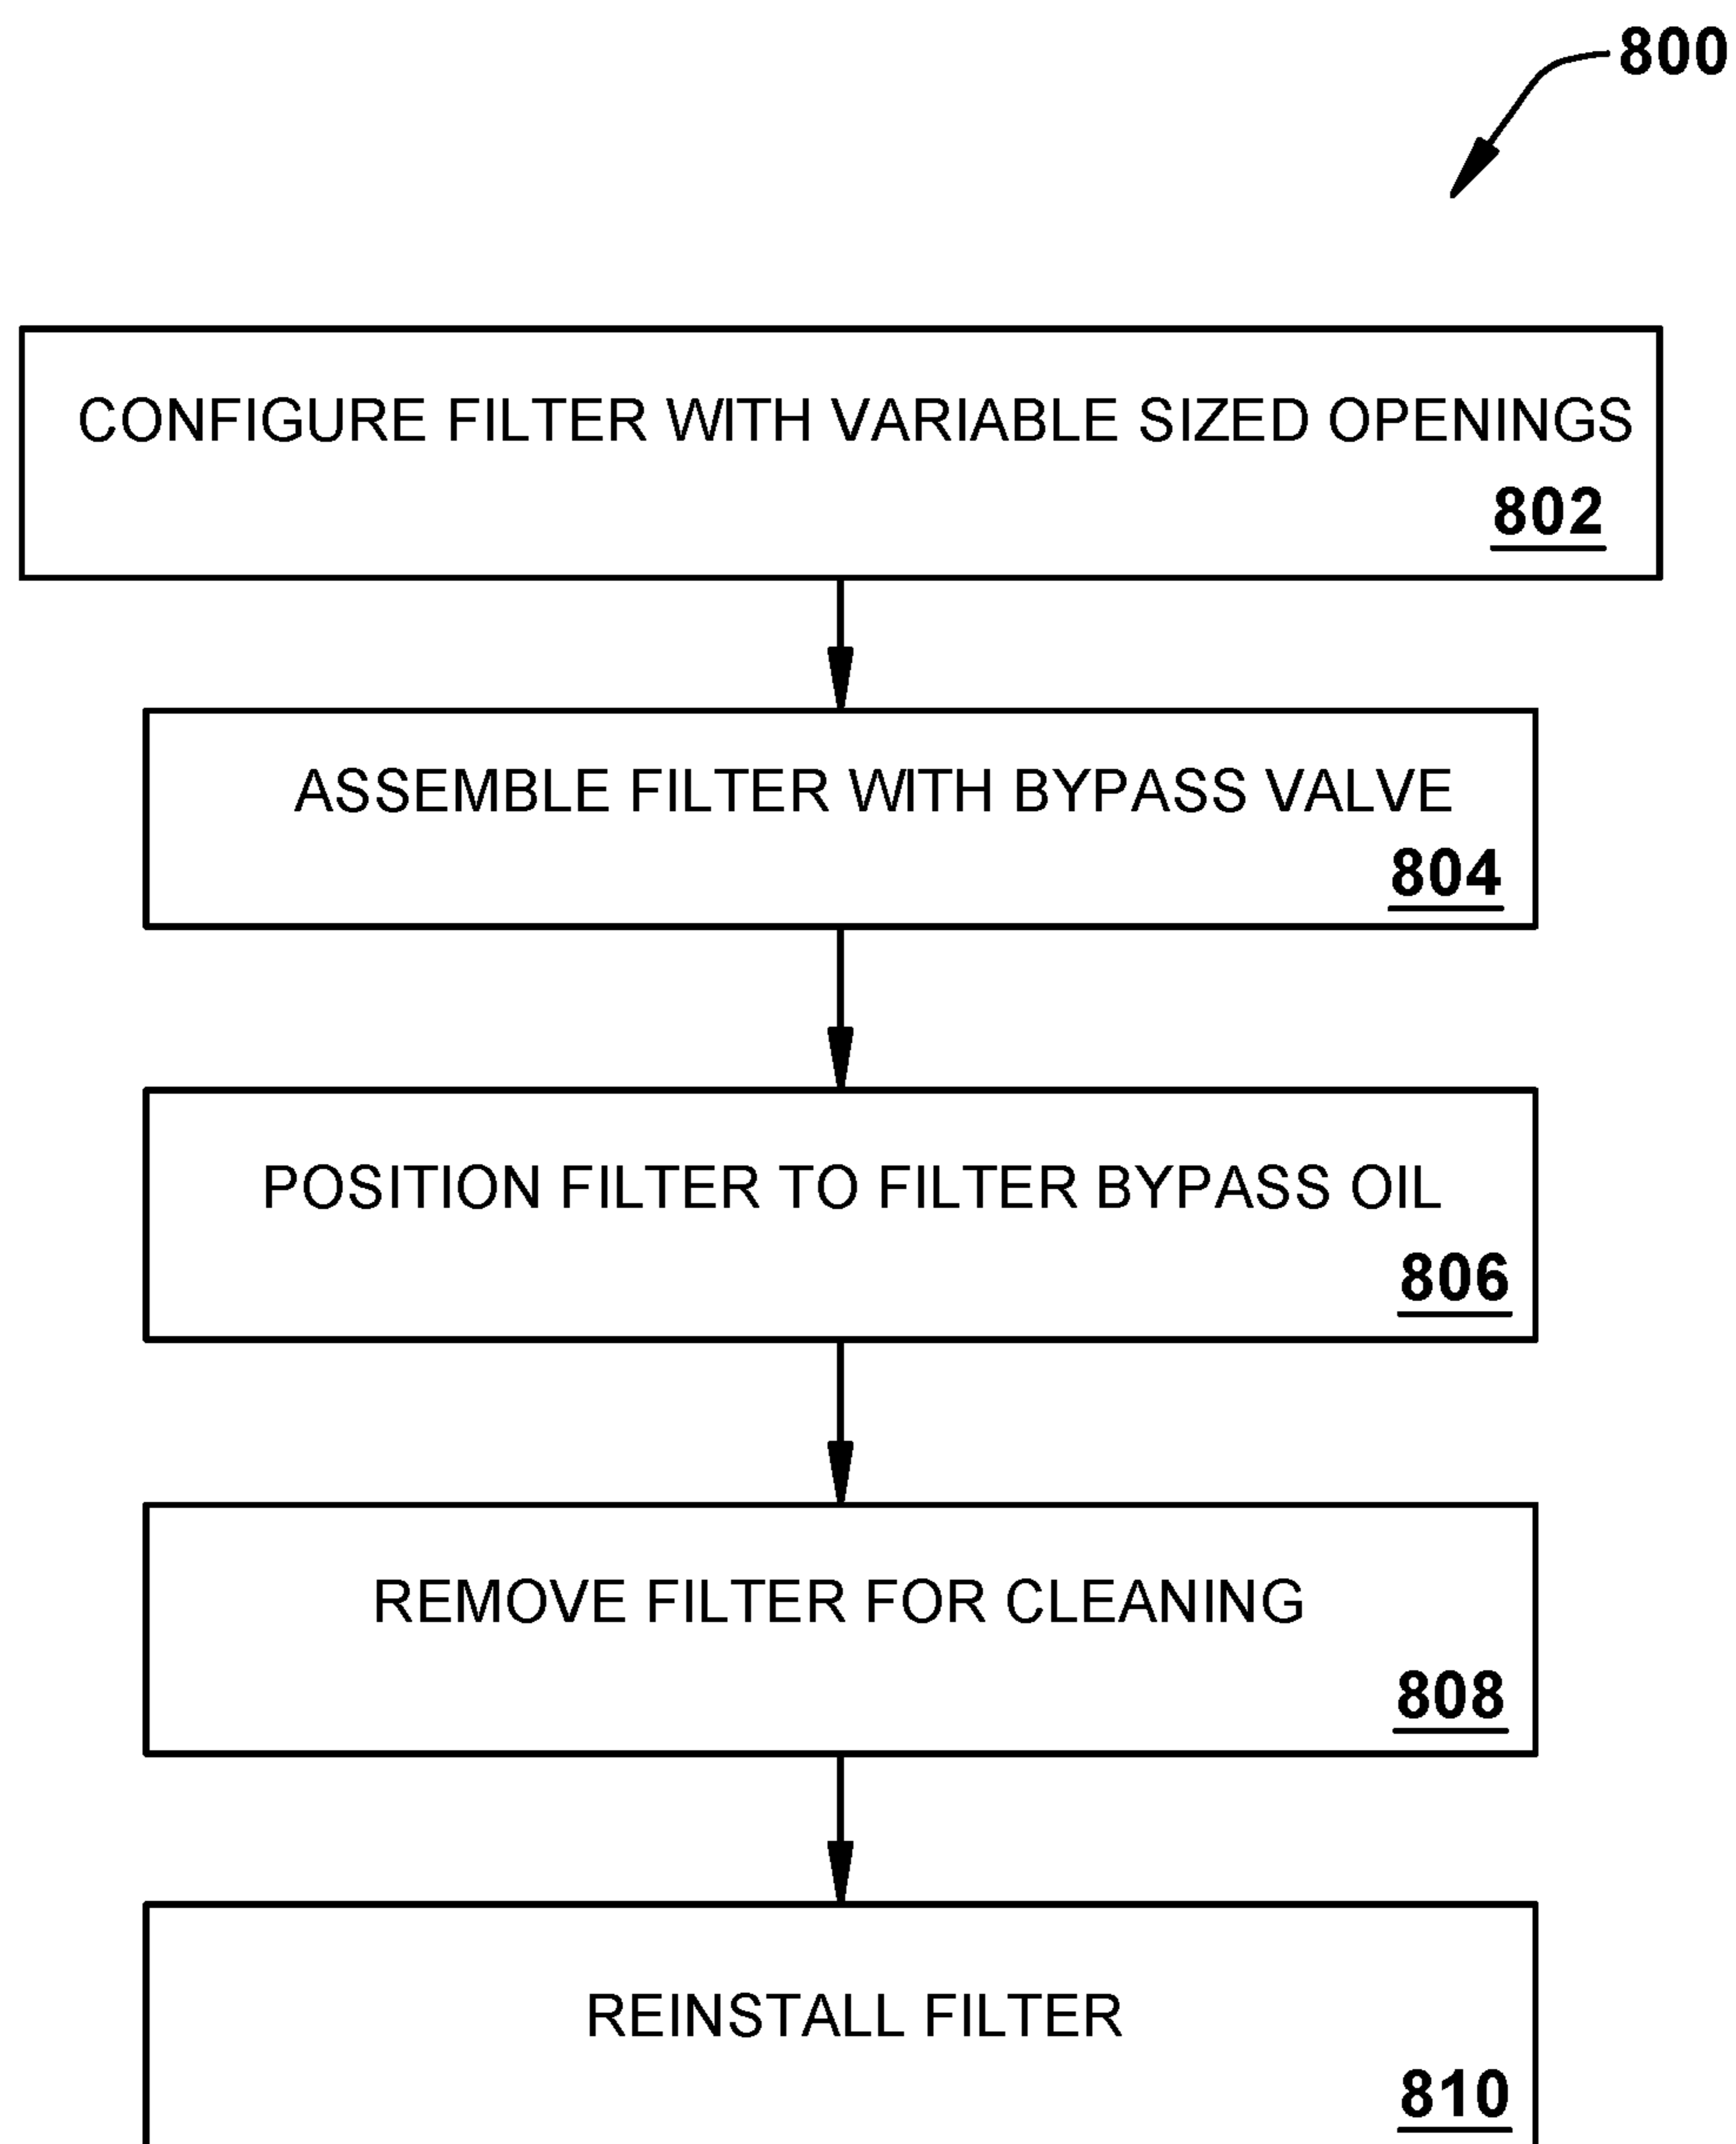 800
CONFIGURE FILTER WITH VARIABLE SIZED OPENINGS
802
ASSEMBLE FILTER WITH BYPASS VALVE
804
POSITION FILTER TO FILTER BYPASS OIL
806
REMOVE FILTER FOR CLEANING
808
REINSTALL FILTER
810